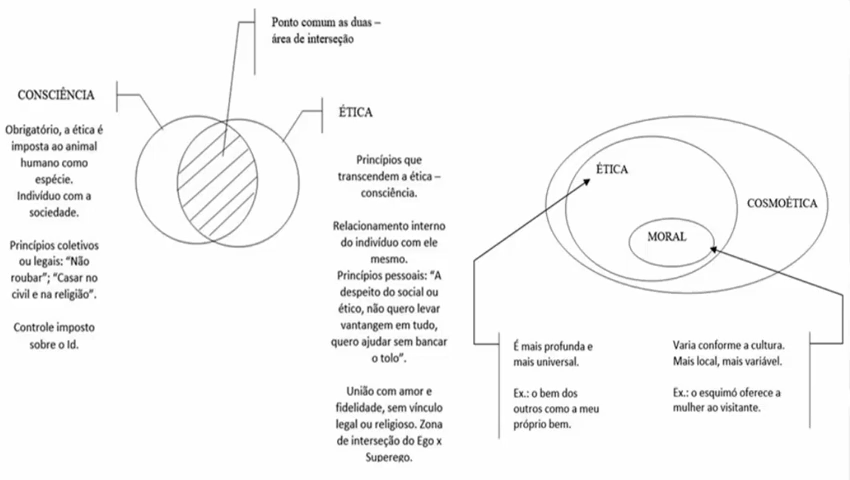 Ponto comum as duas –
área de interseção
CONSCIÊNCIA
Obrigatório, a ética é
imposta ao animal
humano como
espécie.
Indivíduo com a
sociedade.
Princípios coletivos
ou legais: “Não
roubar”; “Casar no
civil e na religião”.
Controle imposto
sobre o Id.
ÉTICA
Princípios que
transcendem a ética –
consciência.
Relacionamento interno
do indivíduo com ele
mesmo.
Princípios pessoais: “A
despeito do social ou
ético, não quero levar
vantagem em tudo,
quero ajudar sem bancar
o tolo”.
União com amor e
fidelidade, sem vínculo
legal ou religioso. Zona
de interseção do Ego x
Superego.
ÉTICA
COSMOÉTICA
MORAL
É mais profunda e
mais universal.
Ex.: o bem dos
outros como a meu
próprio bem.
Varia conforme a cultura.
Mais local, mais variável.
Ex.: o esquimó oferece a
mulher ao visitante.